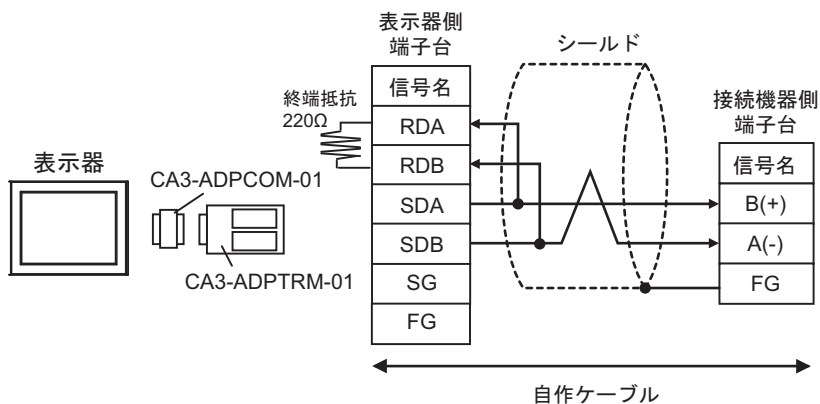 表示器側
端子台
シールド
信号名
終端抵抗
220Ω
RDA
RDB
SDA
SDB
SG
FG
接続機器側
端子台
信号名
B(+)
A(-)
FG
表示器
CA3-ADPCOM-01
CA3-ADPTRM-01
自作ケーブル